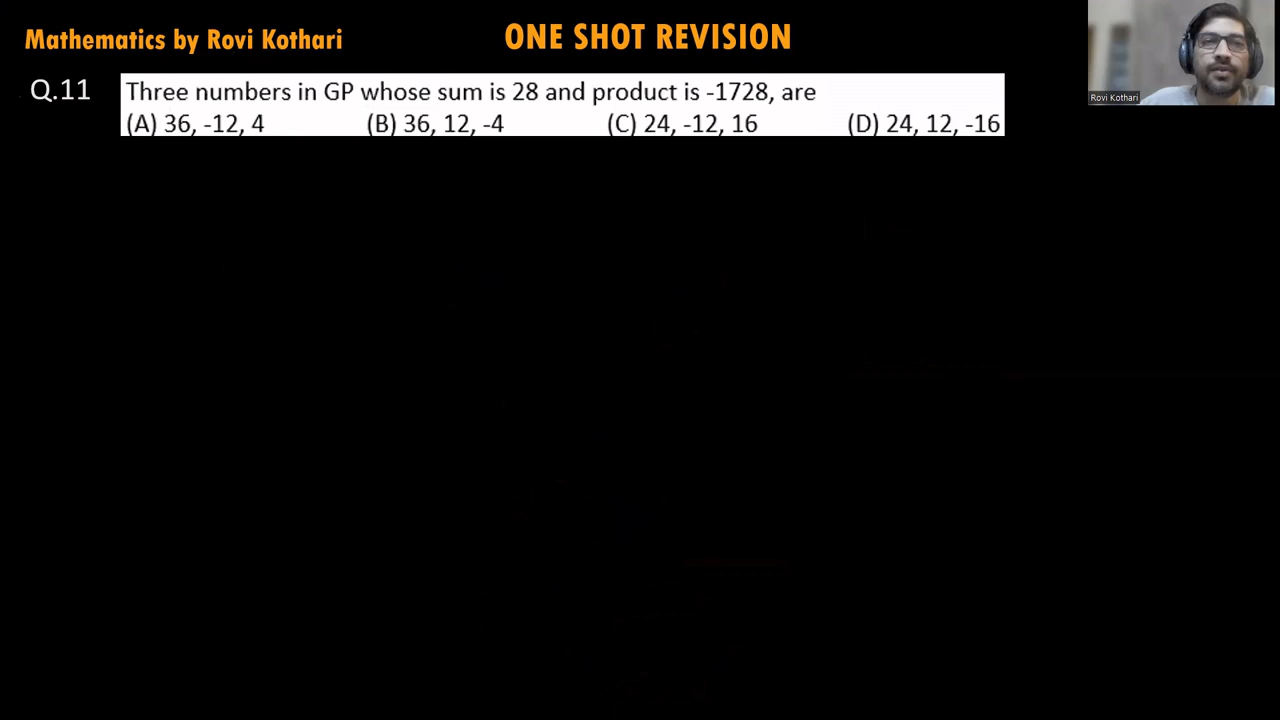 Mathematics by Rovi Kothari
ONE SHOT REVISION
Rovi Kothari
Q.11
Three numbers in GP whose sum is 28 and product is -1728, are
(A) 36, -12, 4 (B) 36, 12, -4 (C) 24, -12, 16 (D) 24, 12, -16